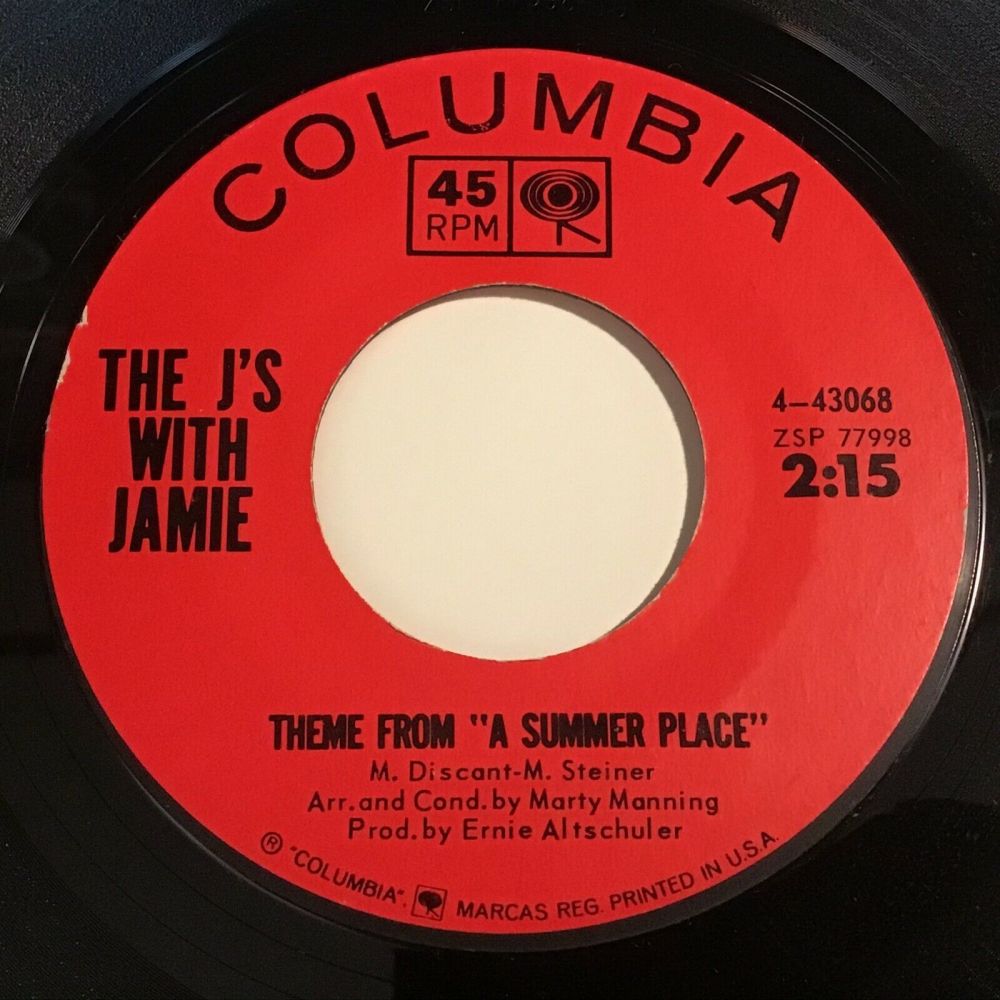 COLUMBIA
45
RPM
THE J'S
WITH
JAMIE
4-43068
ZSP 77998
2:15
THEME FROM "A SUMMER PLACE"
M. Discant-M. Steiner
Arr. and Cond. by Marty Manning
Prod. by Ernie Altschuler
® "COLUMBIA", MARCAS REG. PRINTED IN U.S.A.